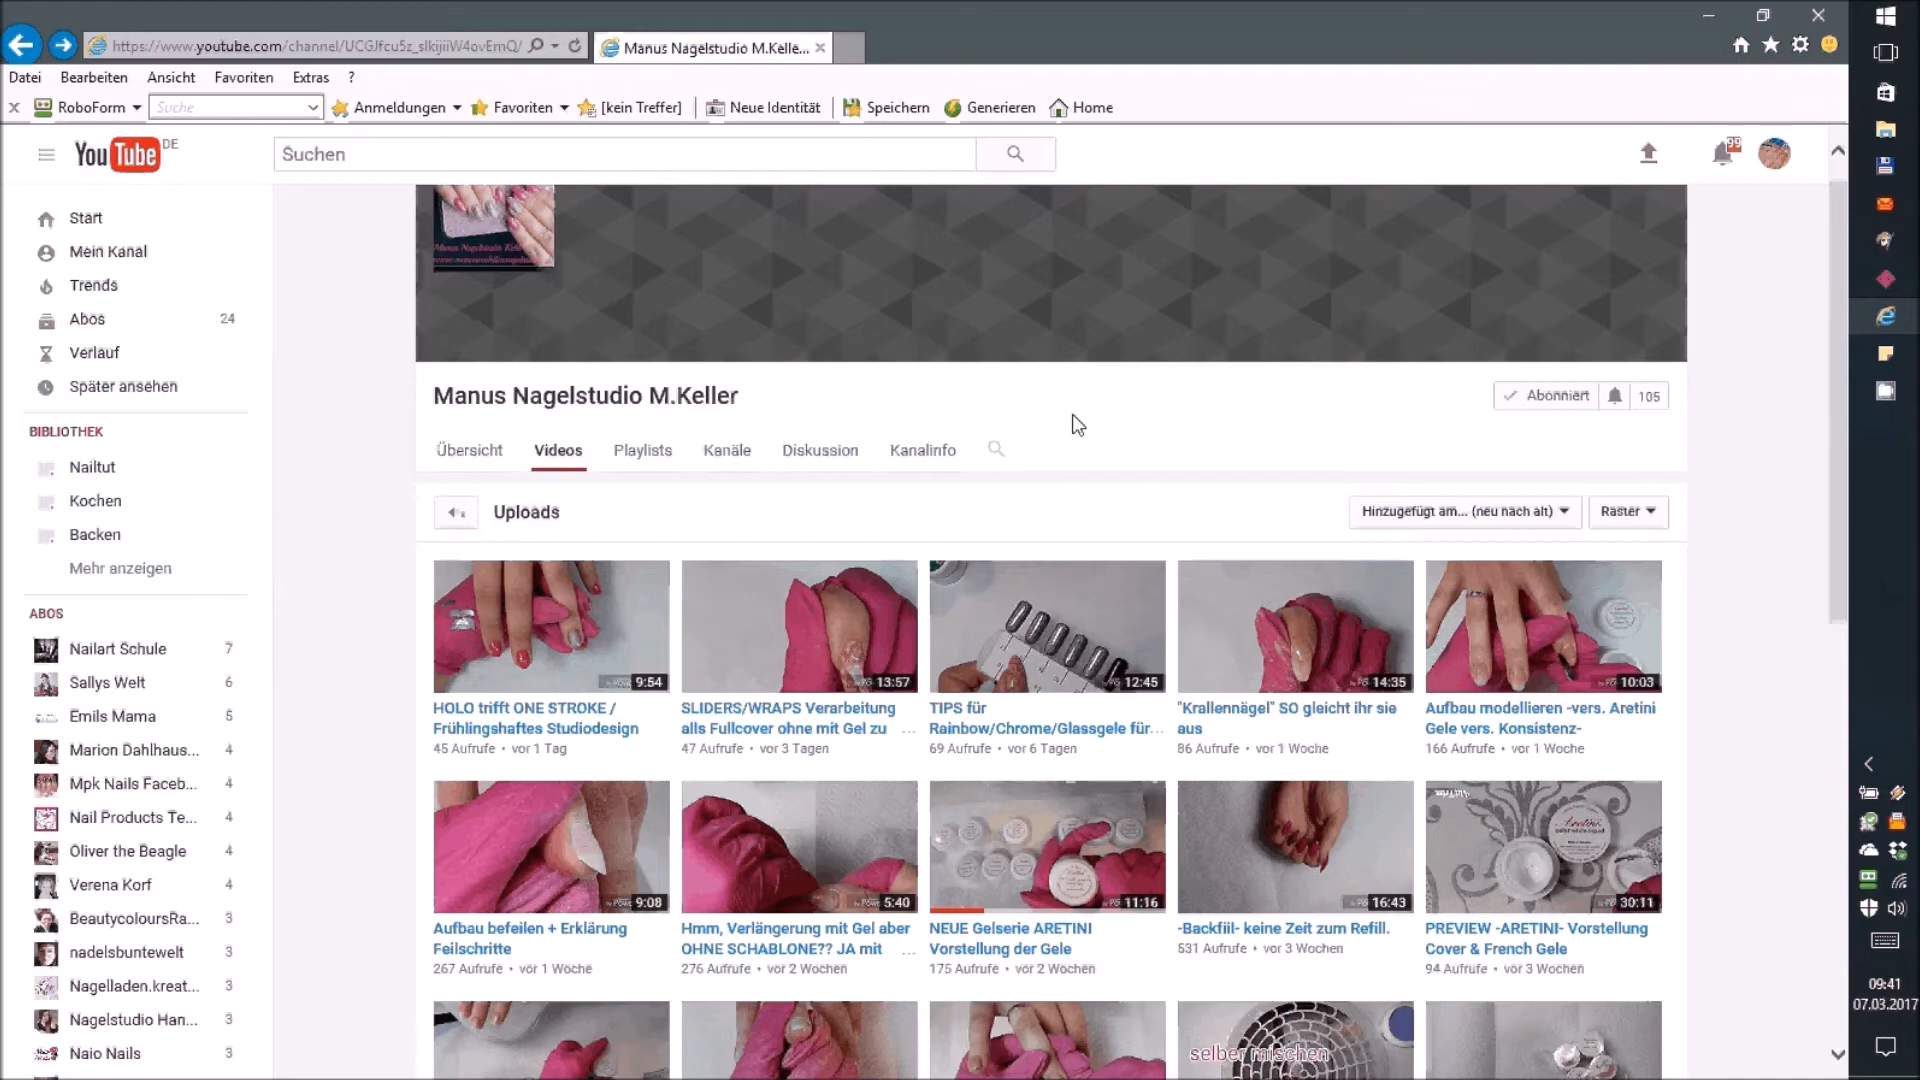 https://www.youtube.com/channel/UCGJfcu5z_slkijiiW4ovEmQ/
Manus Nagelstudio M.Kelle...
Datei Bearbeiten Ansicht Favoriten Extras ?
RoboForm Suche Anmeldungen Favoriten [kein Treffer] Neue Identität Speichern Generieren Home
YouTube DE
Suchen
99
Start
Mein Kanal
Trends
Abos 24
Verlauf
Später ansehen
BIBLIOTHEK
Nailtut
Kochen
Backen
Mehr anzeigen
ABOS
Nailart Schule 7
Sallys Welt 6
Emils Mama 5
Marion Dahlhaus... 4
Mpk Nails Faceb... 4
Nail Products Te... 4
Oliver the Beagle 4
Verena Korf 4
BeautycoloursRa... 3
nadelsbuntewelt 3
Nagelladen.kreat... 3
Nagelstudio Han... 3
Naio Nails 3
Manus Nagelstudio M.Keller
Abonniert 105
Übersicht Videos Playlists Kanäle Diskussion Kanalinfo
Uploads
Hinzugefügt am... (neu nach alt) Raster
9:54 13:57 12:45 14:35 10:03
HOLO trifft ONE STROKE /
Frühlingshaftes Studiodesign
45 Aufrufe • vor 1 Tag
SLIDERS/WRAPS Verarbeitung
alls Fullcover ohne mit Gel zu ...
47 Aufrufe • vor 3 Tagen
TIPS für
Rainbow/Chrome/Glassgele für...
69 Aufrufe • vor 6 Tagen
"Krallennägel" SO gleicht ihr sie
aus
86 Aufrufe • vor 1 Woche
Aufbau modellieren -vers. Aretini
Gele vers. Konsistenz-
166 Aufrufe • vor 1 Woche
9:08 5:40 11:16 16:43 30:11
Aufbau befeilen + Erklärung
Feilschritte
267 Aufrufe • vor 1 Woche
Hmm, Verlängerung mit Gel aber
OHNE SCHABLONE?? JA mit ...
276 Aufrufe • vor 2 Wochen
NEUE Gelserie ARETINI
Vorstellung der Gele
175 Aufrufe • vor 2 Wochen
-Backfiil- keine Zeit zum Refill.
531 Aufrufe • vor 3 Wochen
PREVIEW -ARETINI- Vorstellung
Cover & French Gele
94 Aufrufe • vor 3 Wochen
selber mischen
09:41
07.03.2017